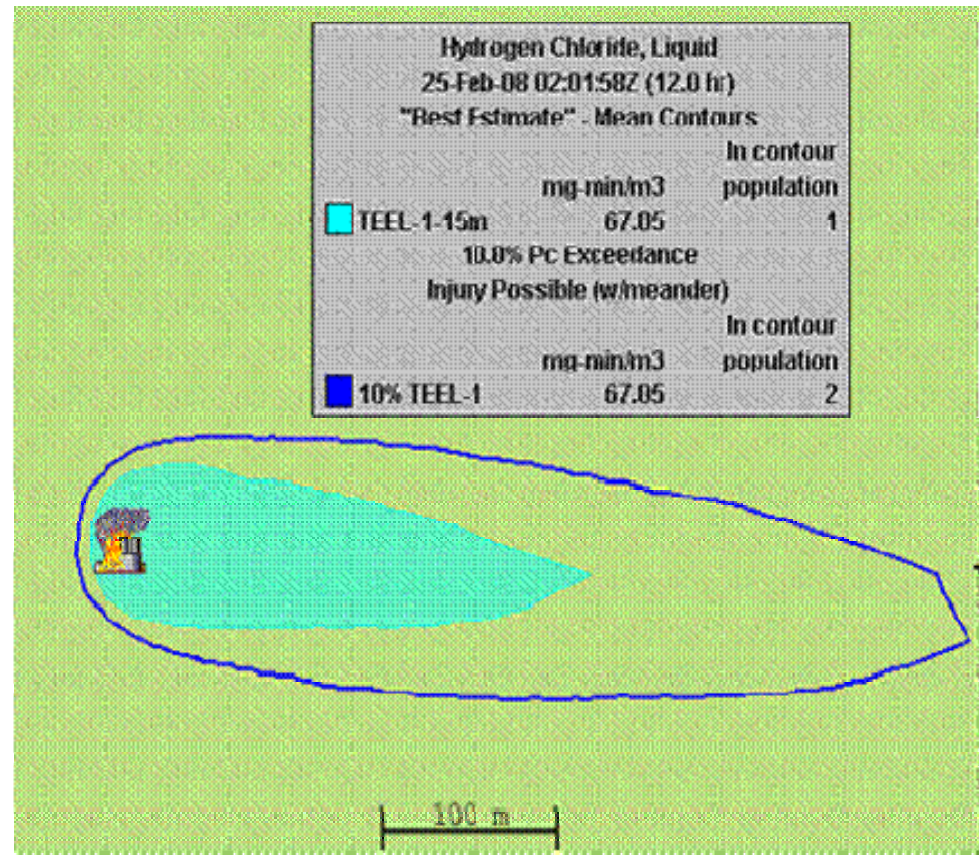 Hydrogen Chloride, Liquid
25-Feb-08 02:01:58Z (12.0 hr)
"Best Estimate" - Mean Contours
In contour
mg-min/m3 population
TEEL-1-15m 67.05 1
10.0% Pc Exceedance
Injury Possible (w/meander)
In contour
mg-min/m3 population
10% TEEL-1 67.05 2
100 m